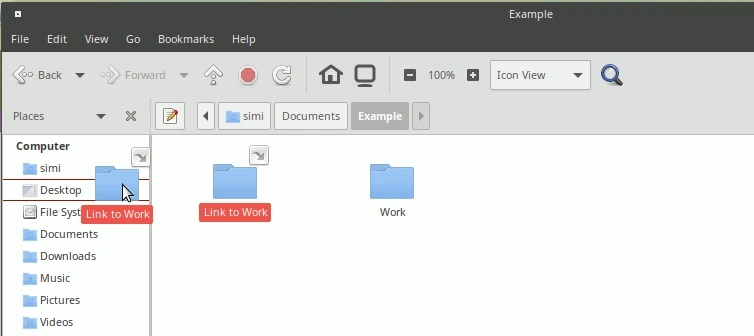 Example
File Edit View Go Bookmarks Help
Back Forward 100% Icon View
Places simi Documents Example
Computer
simi
Desktop
File Syst
Link to Work
Link to Work
Work
Documents
Downloads
Music
Pictures
Videos